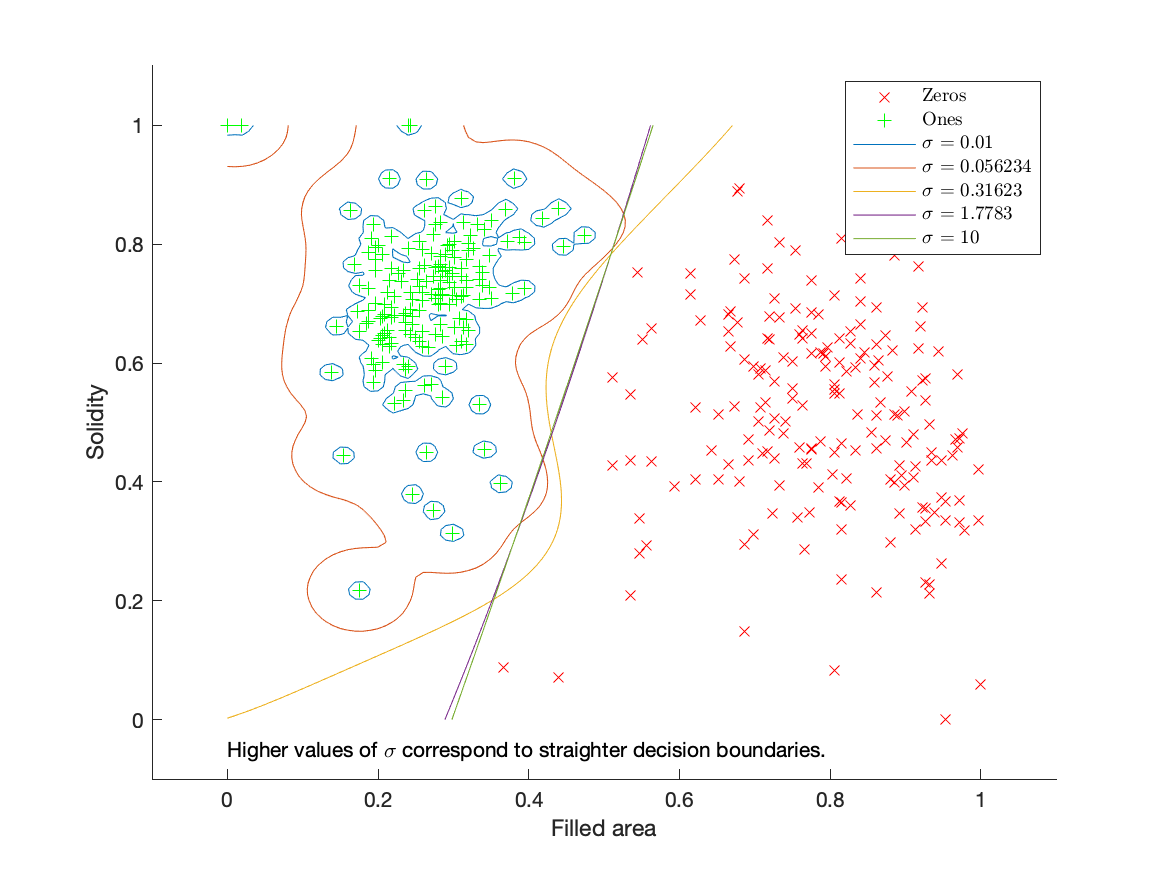 Zeros
Ones
σ = 0.01
σ = 0.056234
σ = 0.31623
σ = 1.7783
σ = 10
1
0.8
0.6
0.4
0.2
0
Solidity
Higher values of σ correspond to straighter decision boundaries.
0 0.2 0.4 0.6 0.8 1
Filled area